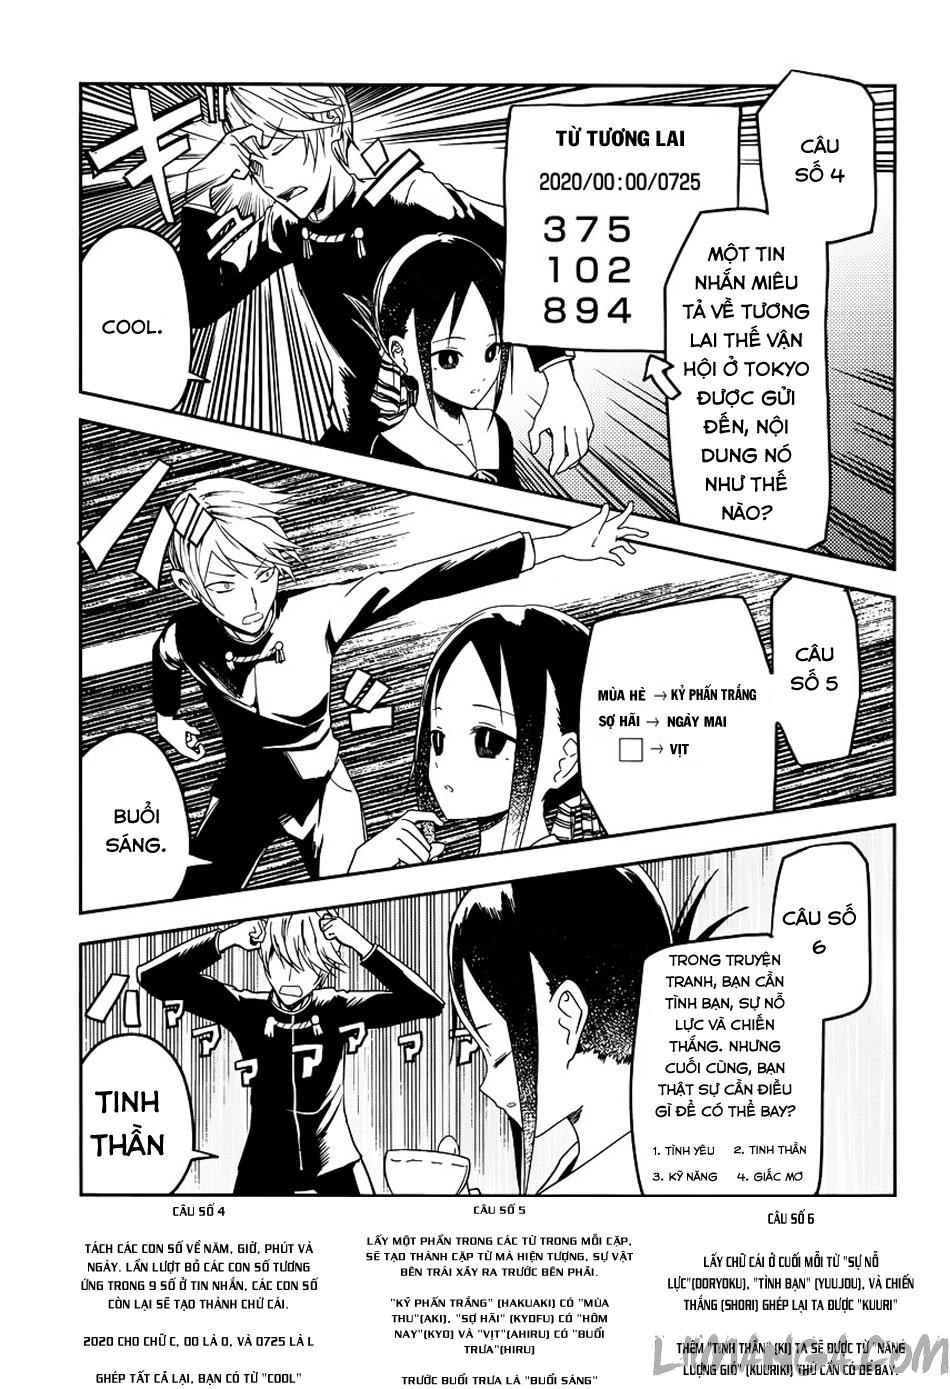 CÂU
SỐ 4
TỪ TƯƠNG LAI
2020/00:00/0725
375
102
894
MỘT TIN
NHẮN MIÊU
TẢ VỀ TƯƠNG
LAI THẾ VẬN
HỘI Ở TOKYO
ĐƯỢC GỬI
ĐẾN, NỘI
DUNG NÓ
NHƯ THẾ
NÀO?
COOL.
CÂU
SỐ 5
MÙA HÈ → KỶ PHẤN TRẮNG
SỢ HÃI → NGÀY MAI
□ → VỊT
BUỔI
SÁNG.
CÂU SỐ
6
TRONG TRUYỆN
TRANH, BẠN CẦN
TÌNH BẠN, SỰ NỖ
LỰC VÀ CHIẾN
THẮNG. NHƯNG
CUỐI CÙNG, BẠN
THẬT SỰ CẦN ĐIỀU
GÌ ĐỂ CÓ THỂ BAY?
1. TÌNH YÊU 2. TINH THẦN
3. KỸ NĂNG 4. GIẤC MƠ
ア ア ア ア ア ア ア
TINH
THẦN
CÂU SỐ 4
TÁCH CÁC CON SỐ VỀ NĂM, GIỜ, PHÚT VÀ
NGÀY. LẦN LƯỢT BỎ CÁC CON SỐ TƯƠNG
ỨNG TRONG 9 SỐ Ở TIN NHẮN, CÁC CON SỐ
CÒN LẠI SẼ TẠO THÀNH CHỮ CÁI.
2020 CHO CHỮ C, 00 LÀ O, VÀ 0725 LÀ L
GHÉP TẤT CẢ LẠI, BẠN CÓ TỪ "COOL"
CÂU SỐ 5
LẤY MỘT PHẦN TRONG CÁC TỪ TRONG MỖI CẶP,
SẼ TẠO THÀNH CẶP TỪ MÀ HIỆN TƯỢNG, SỰ VẬT
BÊN TRÁI XẢY RA TRƯỚC BÊN PHẢI.
"KỶ PHẤN TRẮNG" (HAKUAKI) CÓ "MÙA
THU"(AKI), "SỢ HÃI" (KYOFU) CÓ "HÔM
NAY"(KYO) VÀ "VỊT"(AHIRU) CÓ "BUỔI
TRƯA"(HIRU)
TRƯỚC BUỔI TRƯA LÀ "BUỔI SÁNG"
CÂU SỐ 6
LẤY CHỮ CÁI Ở CUỐI MỖI TỪ "SỰ NỖ
LỰC"(DORYOKU), "TÌNH BẠN" (YUUJOU), VÀ CHIẾN
THẮNG (SHORI) GHÉP LẠI TA ĐƯỢC "KUURI"
THÊM "TINH THẦN" (KI) TA SẼ ĐƯỢC TỪ "NĂNG
LƯỢNG GIÓ" (KUURIKI) THỨ CẦN CÓ ĐỂ BAY.